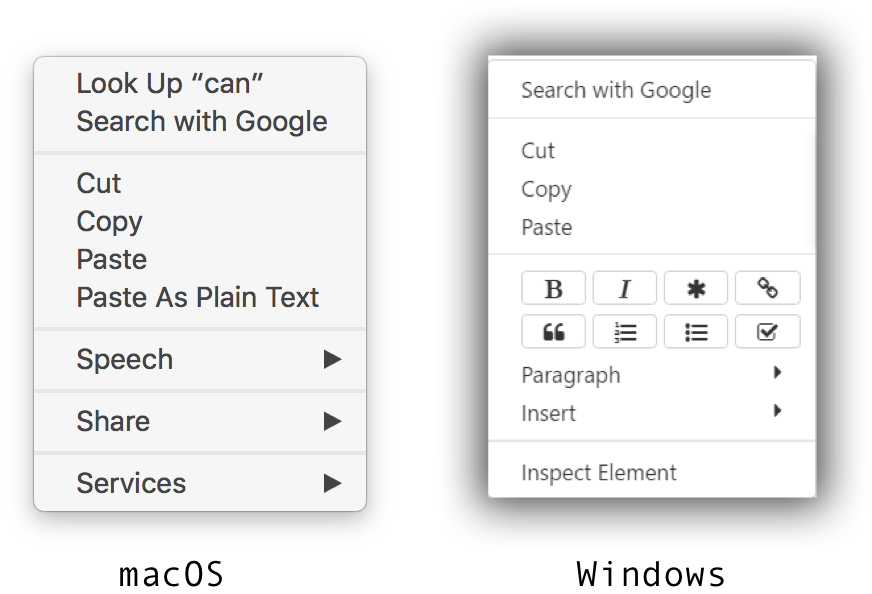 Look Up “can”
Search with Google
Cut
Copy
Paste
Paste As Plain Text
Speech
Share
Services
macOS
Search with Google
Cut
Copy
Paste
B I
Paragraph
Insert
Inspect Element
Windows